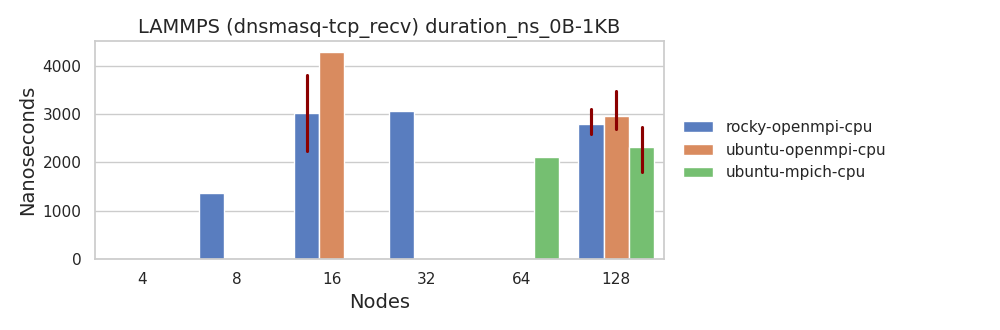 LAMMPS (dnsmasq-tcp_recv) duration_ns_0B-1KB
Nanoseconds
4000
3000
2000
1000
0
4 8 16 32 64 128
Nodes
rocky-openmpi-cpu
ubuntu-openmpi-cpu
ubuntu-mpich-cpu